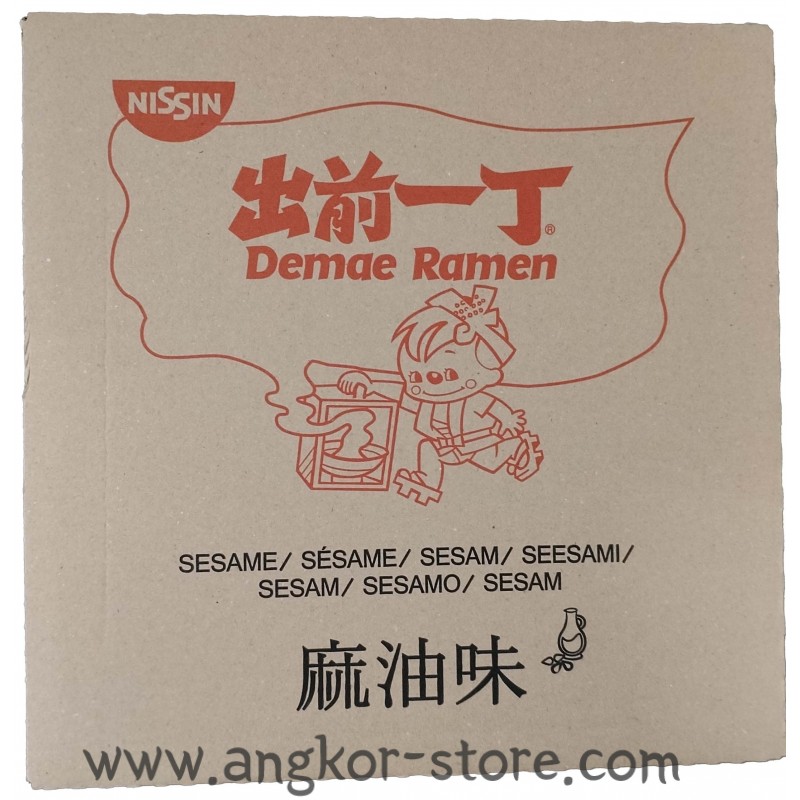 NISSIN
出前一丁®
Demae Ramen
SESAME/ SÉSAME/ SESAM/ SEESAMI/
SESAM/ SESAMO/ SESAM
麻油味
www.angkor-store.com